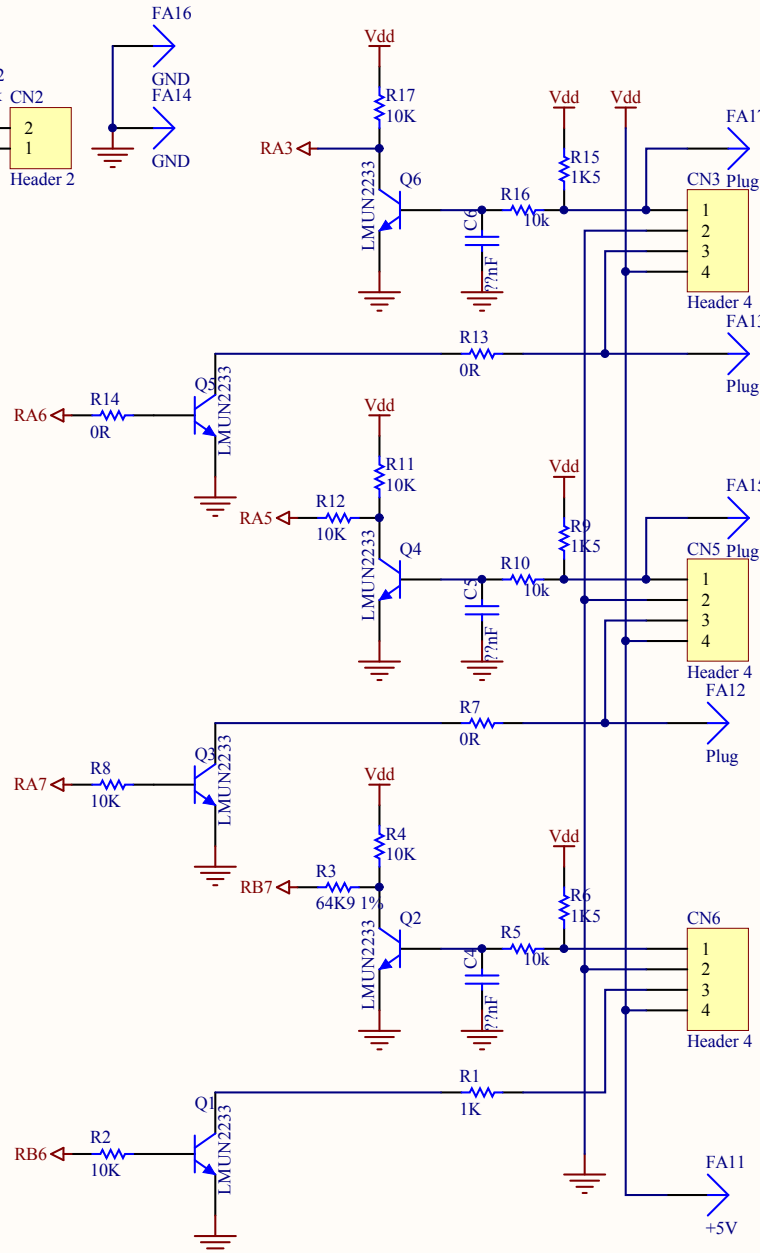 FA16
GND
FA14
GND
2
CN2
2
1
Header 2
Vdd
R17
10K
RA3
Q6
LMUN2233
C6
??nF
R16
10k
Vdd
R15
1K5
Vdd
FA17
Plug
CN3
1
2
3
4
Header 4
R13
0R
FA13
Plug
RA6
R14
0R
Q5
LMUN2233
Vdd
R11
10K
RA5
R12
10K
Q4
LMUN2233
C5
??nF
R10
10k
Vdd
R9
1K5
FA15
Plug
CN5
1
2
3
4
Header 4
R7
0R
FA12
Plug
RA7
R8
10K
Q3
LMUN2233
Vdd
R4
10K
RB7
R3
64K9 1%
Q2
LMUN2233
C4
??nF
R5
10k
Vdd
R6
1K5
CN6
1
2
3
4
Header 4
R1
1K
RB6
R2
10K
Q1
LMUN2233
FA11
+5V